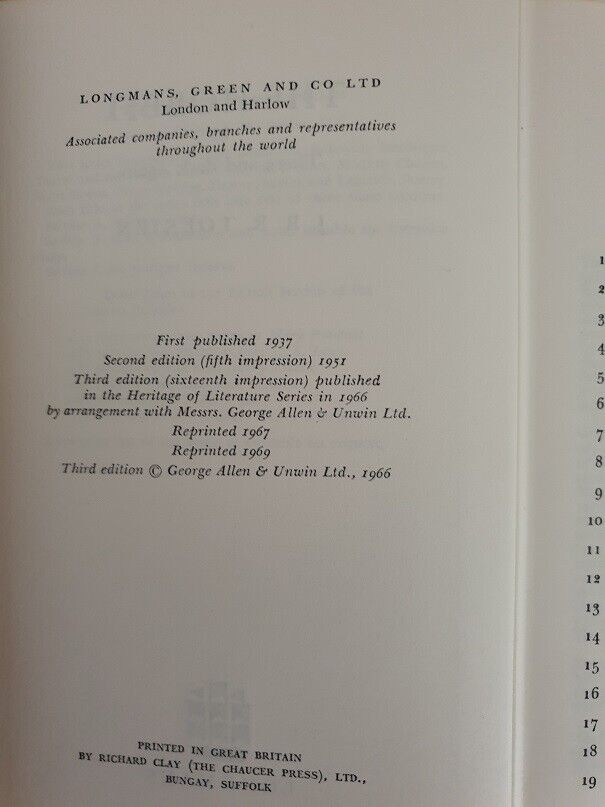 LONGMANS, GREEN AND CO LTD
London and Harlow
Associated companies, branches and representatives
throughout the world
J. R. R. TOLKIEN
First published 1937
Second edition (fifth impression) 1951
Third edition (sixteenth impression) published
in the Heritage of Literature Series in 1966
by arrangement with Messrs. George Allen & Unwin Ltd.
Reprinted 1967
Reprinted 1969
Third edition © George Allen & Unwin Ltd., 1966
PRINTED IN GREAT BRITAIN
BY RICHARD CLAY (THE CHAUCER PRESS), LTD.,
BUNGAY, SUFFOLK
1
2
3
4
5
6
7
8
9
10
11
12
13
14
15
16
17
18
19